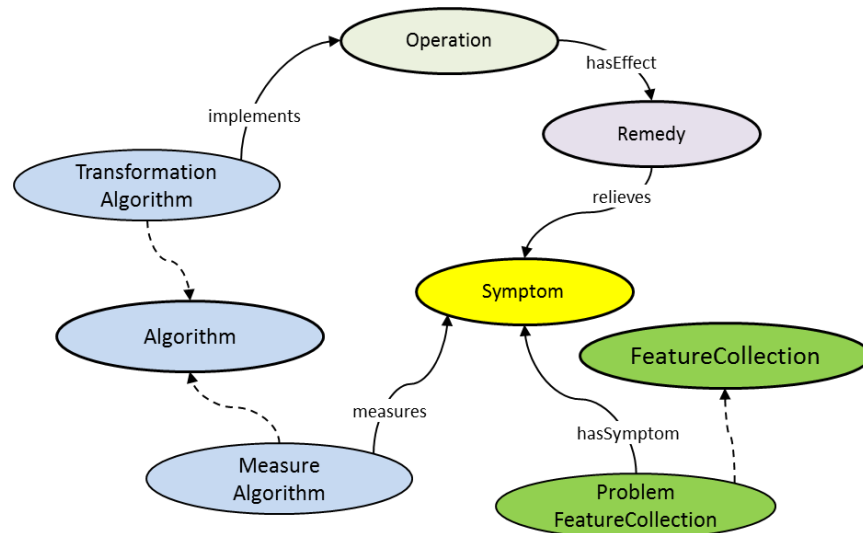 Operation
hasEffect
Remedy
implements
Transformation
Algorithm
relieves
Symptom
Algorithm
FeatureCollection
measures
hasSymptom
Measure
Algorithm
Problem
FeatureCollection